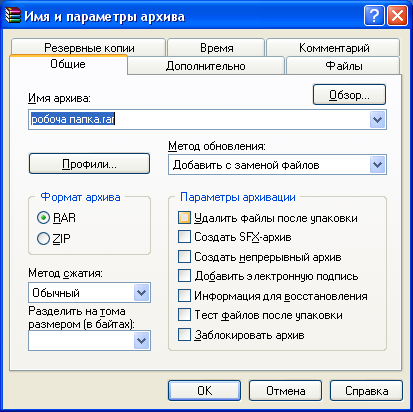 Имя и параметры архива
Резервные копии Время Комментарий
Общие Дополнительно Файлы
Имя архива: Обзор...
робоча папка.rar
Метод обновления:
Профили... Добавить с заменой файлов
Формат архива Параметры архивации
RAR Удалить файлы после упаковки
ZIP Создать SFX-архив
Создать непрерывный архив
Метод сжатия: Добавить электронную подпись
Обычный Информация для восстановления
Разделить на тома Тест файлов после упаковки
размером (в байтах): Заблокировать архив
OK Отмена Справка